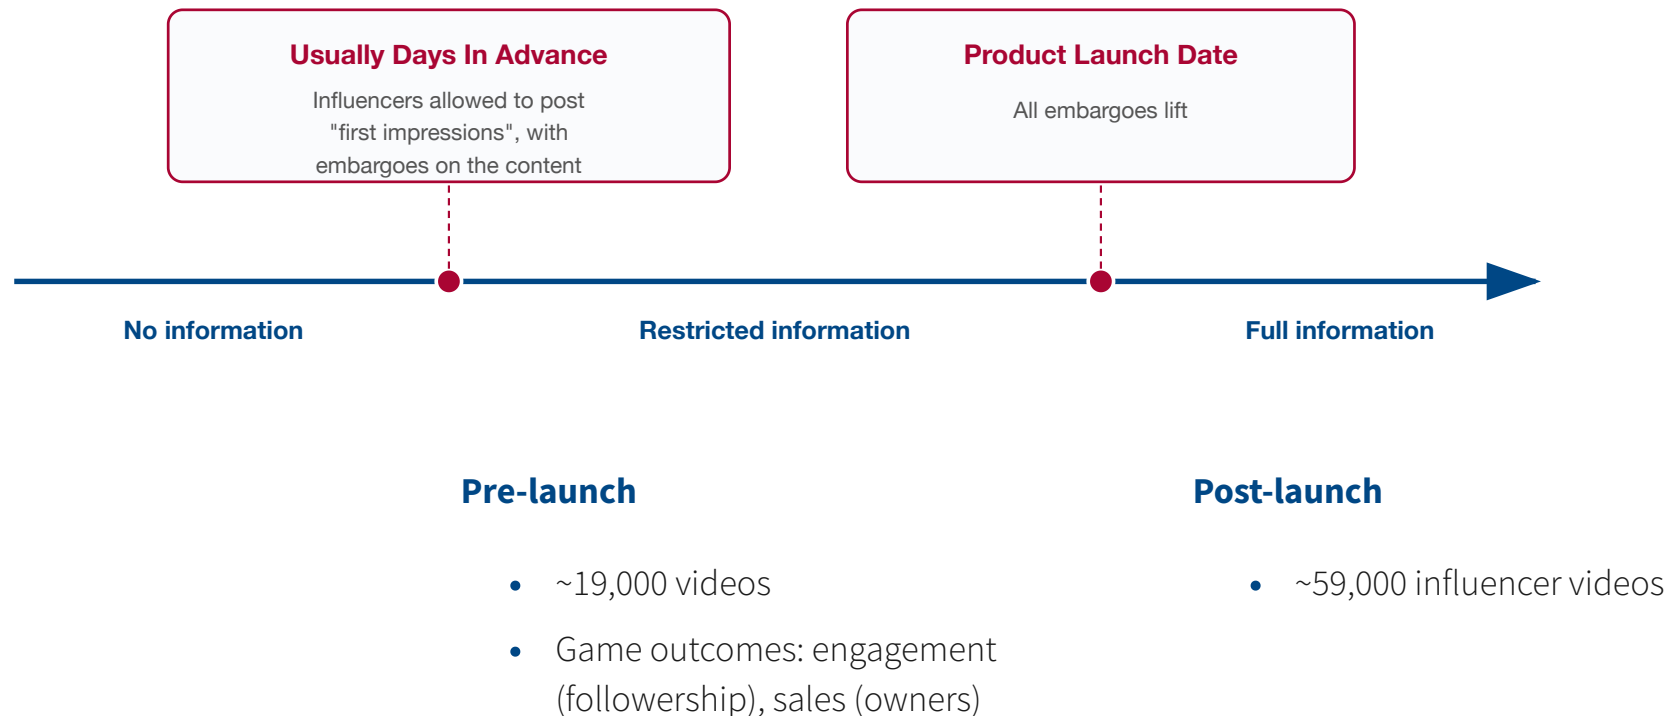 Usually Days In Advance
Influencers allowed to post
"first impressions", with
embargoes on the content
Product Launch Date
All embargoes lift
No information
Restricted information
Full information
Pre-launch
• ~19,000 videos
• Game outcomes: engagement
(followership), sales (owners)
Post-launch
• ~59,000 influencer videos